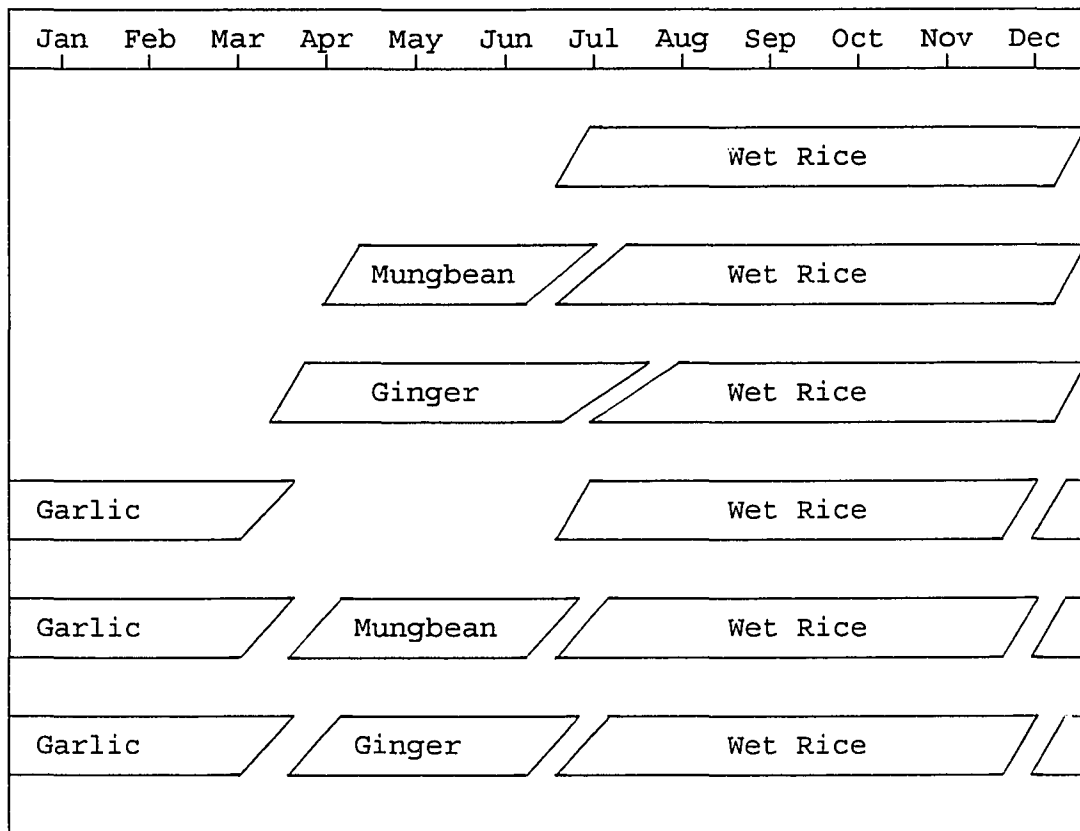 Jan Feb Mar Apr May Jun Jul Aug Sep Oct Nov Dec
Wet Rice
Mungbean Wet Rice
Ginger Wet Rice
Garlic Wet Rice
Garlic Mungbean Wet Rice
Garlic Ginger Wet Rice